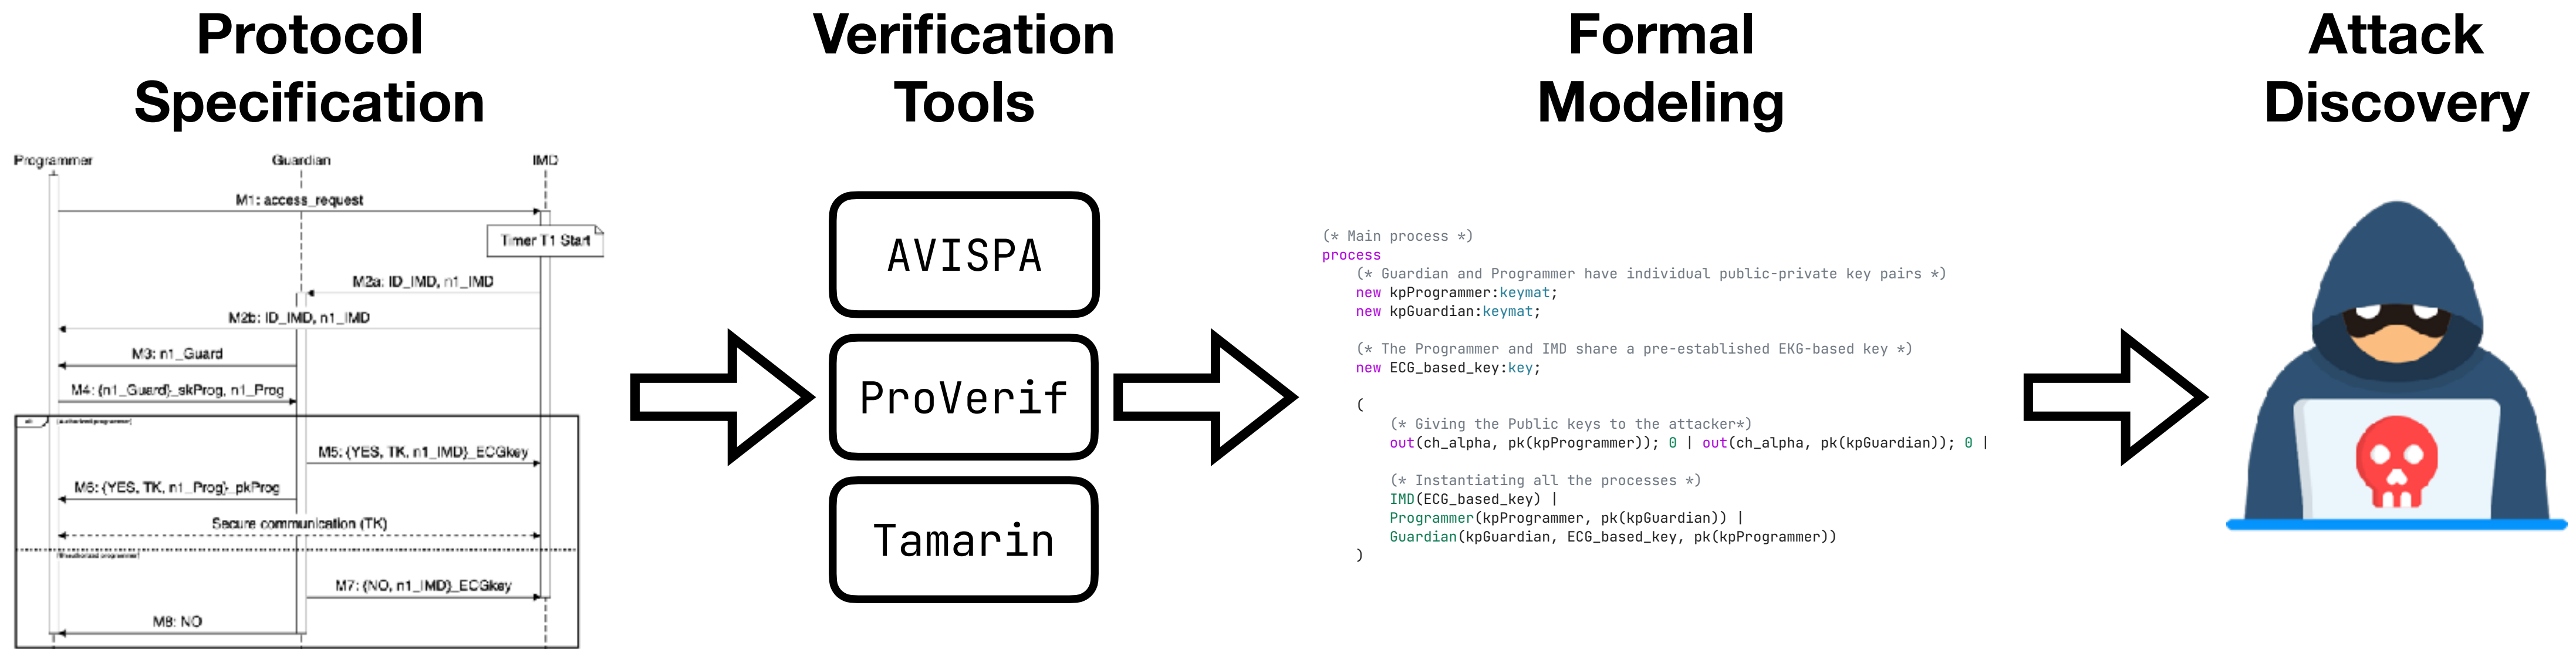 Protocol
Specification
Verification
Tools
Formal
Modeling
Attack
Discovery
Programmer
Guardian
IMD
M1: access_request
Timer T1 Start
M2a: ID_IMD, n1_IMD
M2b: ID_IMD, n1_IMD
M3: n1_Guard
M4: {n1_Guard}_skProg, n1_Prog
alt
[Authorized programmer]
M5: {YES, TK, n1_IMD}_ECGkey
M6: {YES, TK, n1_Prog}_pkProg
Secure communication (TK)
M7: {NO, n1_IMD}_ECGkey
M8: NO
AVISPA
ProVerif
Tamarin
(* Main process *)
process
(* Guardian and Programmer have individual public-private key pairs *)
new kpProgrammer:keymat;
new kpGuardian:keymat;
(* The Programmer and IMD share a pre-established EKG-based key *)
new ECG_based_key:key;
(
(* Giving the Public keys to the attacker*)
out(ch_alpha, pk(kpProgrammer)); 0 | out(ch_alpha, pk(kpGuardian)); 0 |
(* Instantiating all the processes *)
IMD(ECG_based_key) |
Programmer(kpProgrammer, pk(kpGuardian)) |
Guardian(kpGuardian, ECG_based_key, pk(kpProgrammer))
)